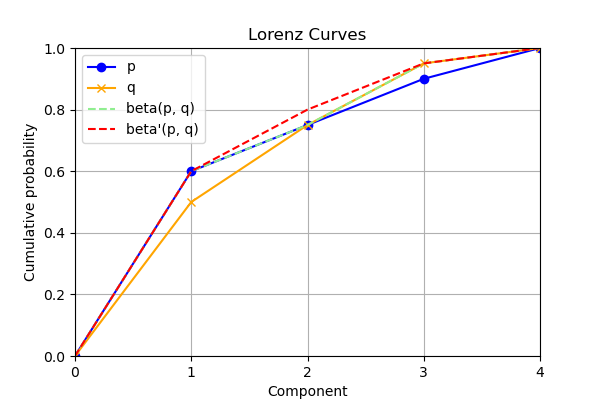 Lorenz Curves
p
q
beta(p, q)
beta'(p, q)
Cumulative probability
1.0
0.8
0.6
0.4
0.2
0.0
0 1 2 3 4
Component